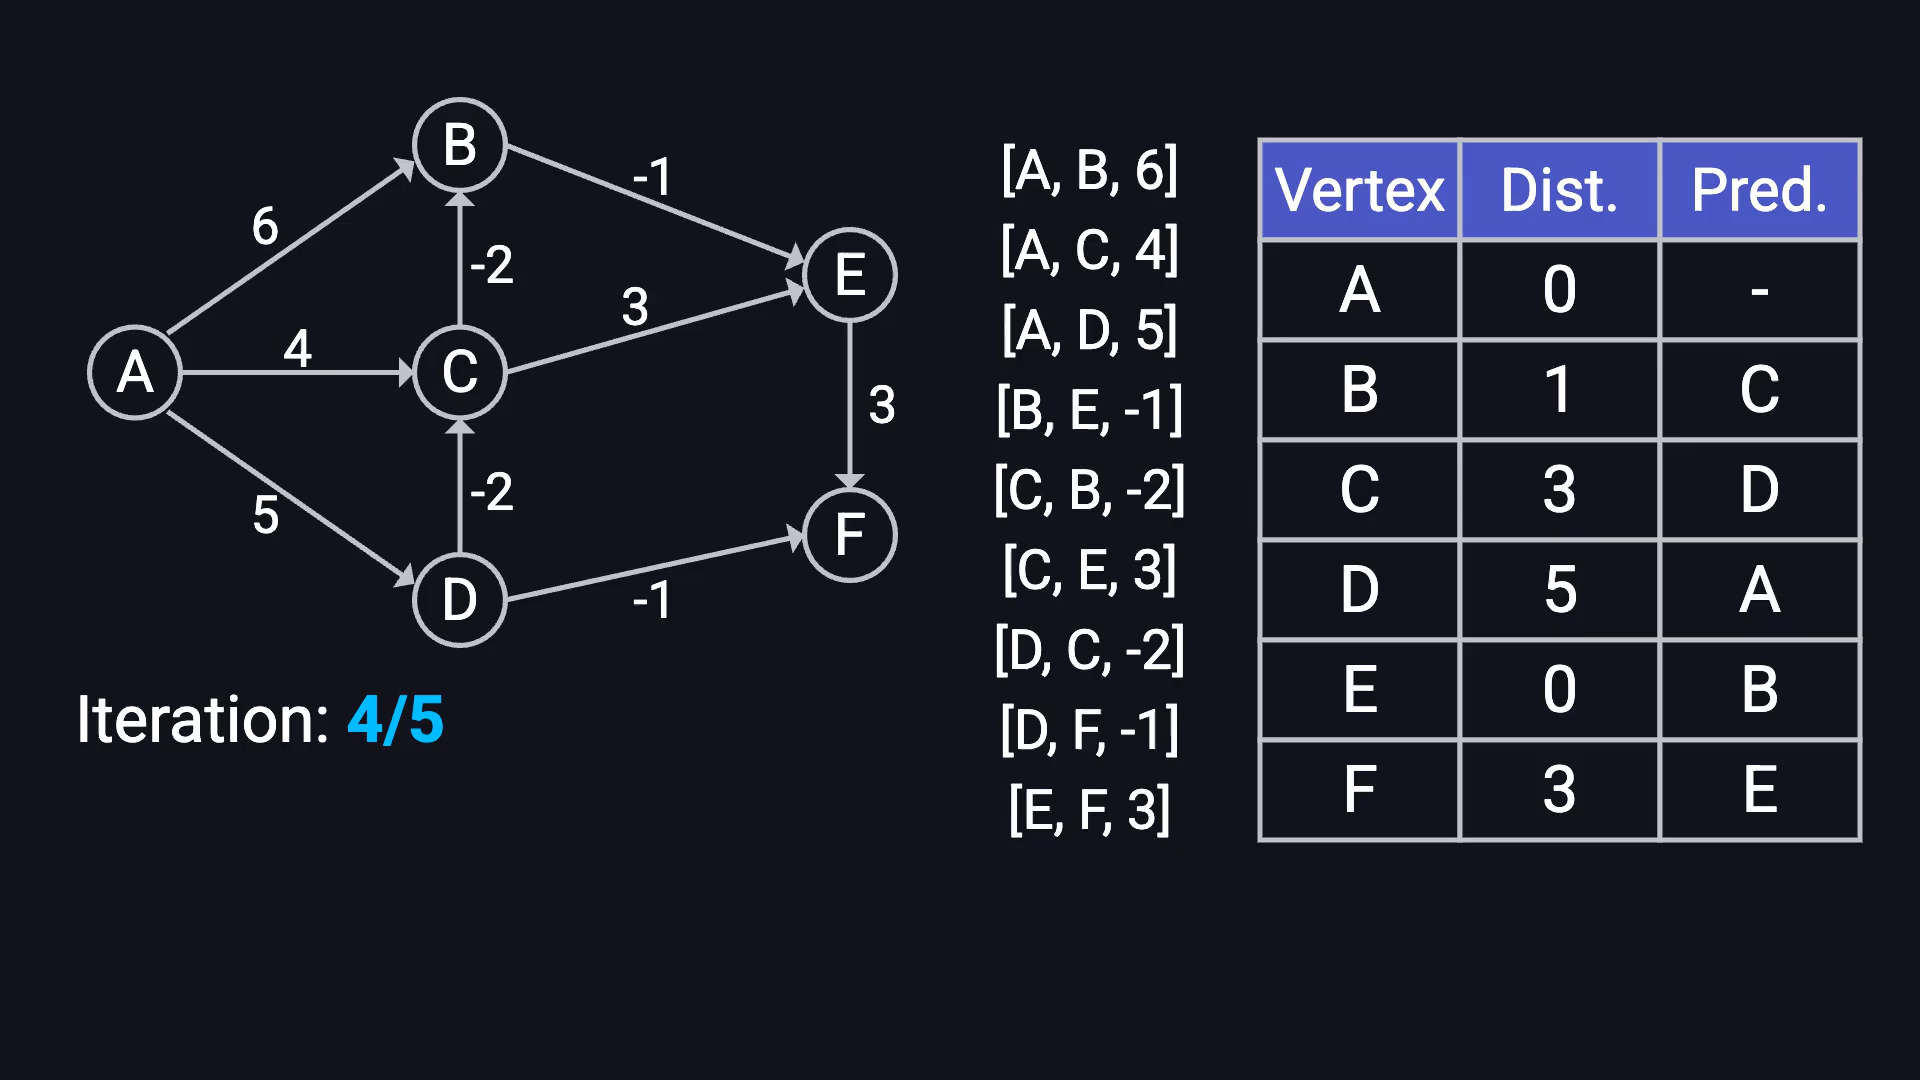 B
-1
6
-2
E
3
A
4
C
3
5
-2
F
D
-1
Iteration: 4/5
[A, B, 6]
[A, C, 4]
[A, D, 5]
[B, E, -1]
[C, B, -2]
[C, E, 3]
[D, C, -2]
[D, F, -1]
[E, F, 3]
Vertex Dist. Pred.
A 0 -
B 1 C
C 3 D
D 5 A
E 0 B
F 3 E